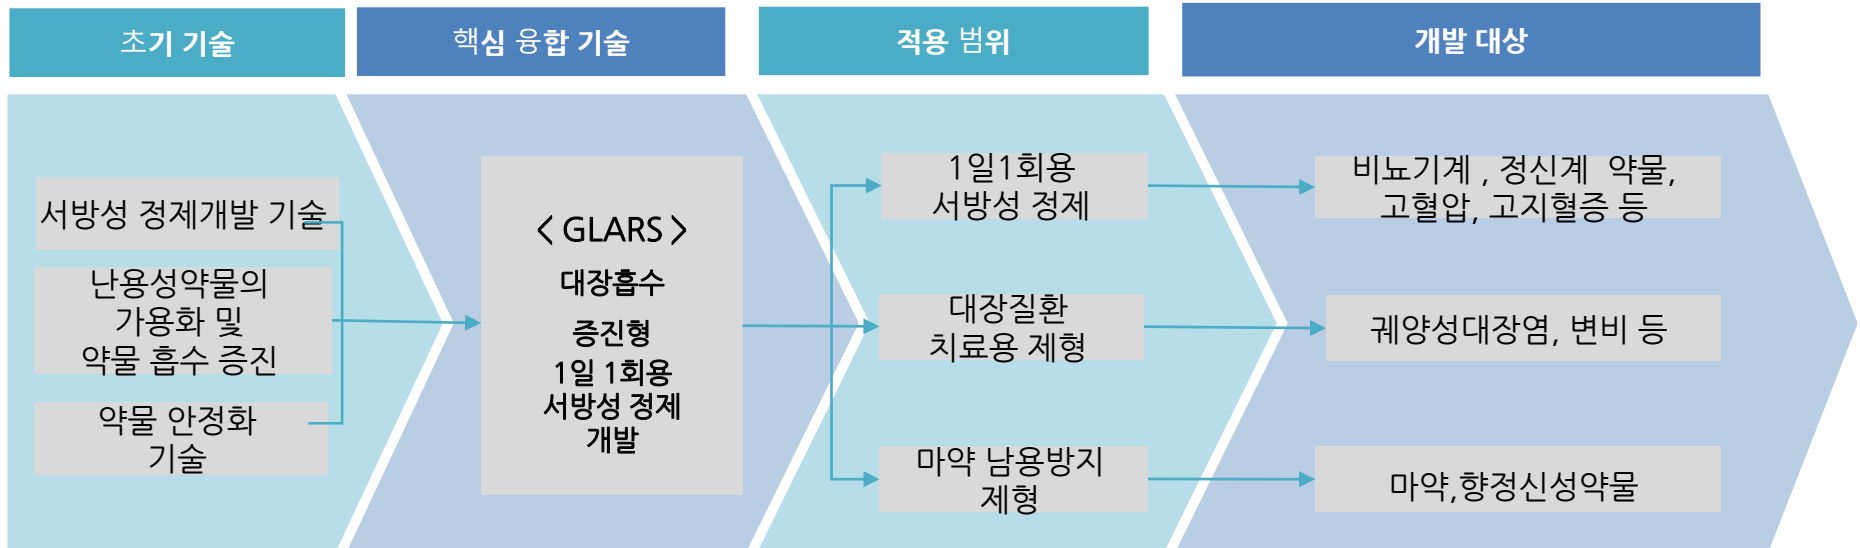 초기 기술
핵심 융합 기술
적용 범위
개발 대상
서방성 정제개발 기술
난용성약물의
가용화 및
약물 흡수 증진
약물 안정화
기술
< GLARS >
대장흡수
증진형
1일 1회용
서방성 정제
개발
1일1회용
서방성 정제
대장질환
치료용 제형
마약 남용방지
제형
비뇨기계 , 정신계 약물,
고혈압, 고지혈증 등
궤양성대장염, 변비 등
마약,향정신성약물